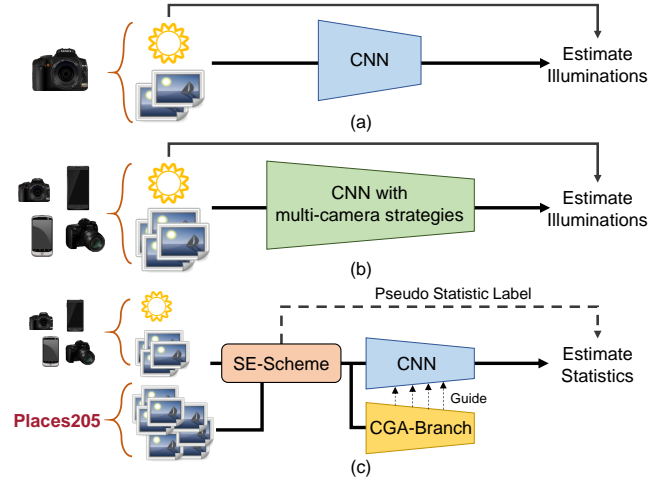 CNN
Estimate
Illuminations
(a)
CNN with
multi-camera strategies
Estimate
Illuminations
(b)
Pseudo Statistic Label
SE-Scheme
CNN
Estimate
Statistics
Guide
Places205
CGA-Branch
(c)